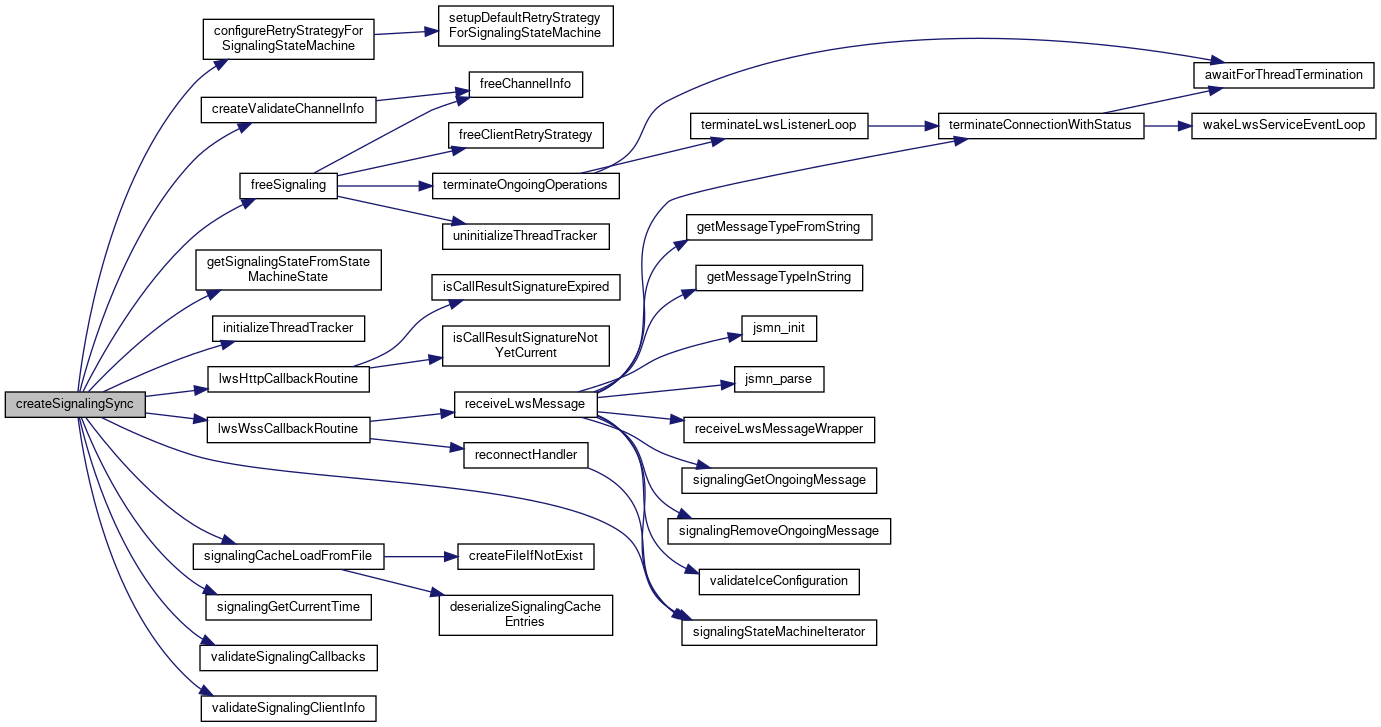 createSignalingSync
configureRetryStrategyFor
SignalingStateMachine
createValidateChannelInfo
freeSignaling
getSignalingStateFromState
MachineState
initializeThreadTracker
lwsHttpCallbackRoutine
lwsWssCallbackRoutine
signalingCacheLoadFromFile
signalingGetCurrentTime
validateSignalingCallbacks
validateSignalingClientInfo
setupDefaultRetryStrategy
ForSignalingStateMachine
freeChannelInfo
freeClientRetryStrategy
terminateOngoingOperations
uninitializeThreadTracker
isCallResultSignatureExpired
isCallResultSignatureNot
YetCurrent
receiveLwsMessage
reconnectHandler
createFileIfNotExist
deserializeSignalingCache
Entries
terminateLwsListenerLoop
getMessageTypeFromString
getMessageTypeInString
jsmn_init
jsmn_parse
receiveLwsMessageWrapper
signalingGetOngoingMessage
signalingRemoveOngoingMessage
validateIceConfiguration
signalingStateMachineIterator
terminateConnectionWithStatus
awaitForThreadTermination
wakeLwsServiceEventLoop